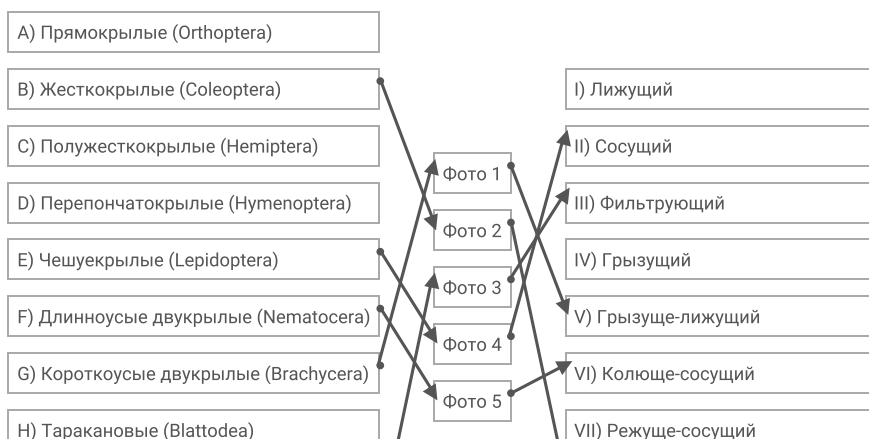 A) Прямокрылые (Orthoptera)
B) Жесткокрылые (Coleoptera)
C) Полужесткокрылые (Hemiptera)
D) Перепончатокрылые (Hymenoptera)
E) Чешуекрылые (Lepidoptera)
F) Длинноусые двукрылые (Nematocera)
G) Короткоусые двукрылые (Brachycera)
H) Таракановые (Blattodea)
Фото 1
Фото 2
Фото 3
Фото 4
Фото 5
I) Лижущий
II) Сосущий
III) Фильтрующий
IV) Грызущий
V) Грызуще-лижущий
VI) Колюще-сосущий
VII) Режуще-сосущий